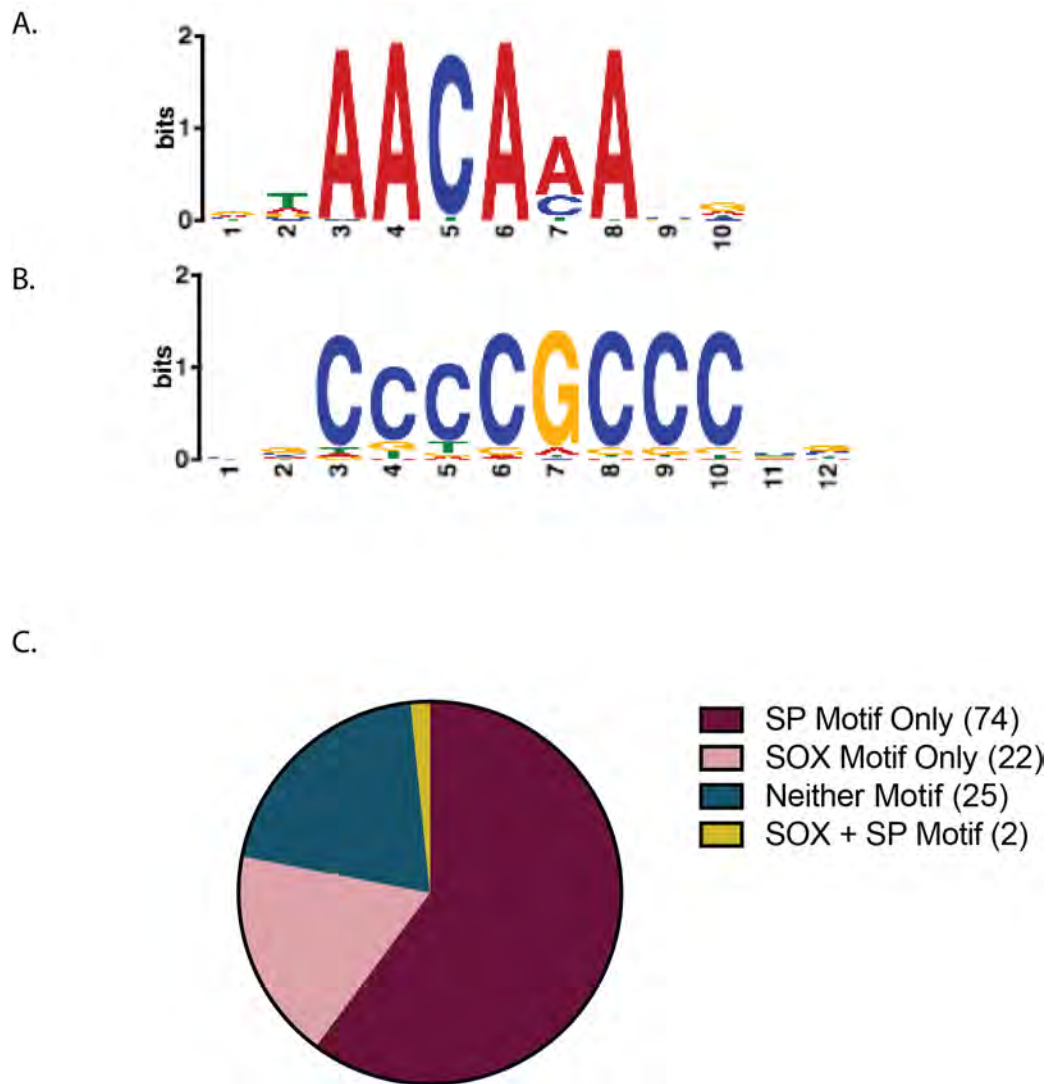 A.
2
1
0
bits
AACAAA
C
T
1 2 3 4 5 6 7 8 9 10
B.
2
1
0
bits
CCCCGCCC
1 2 3 4 5 6 7 8 9 10 11 12
C.
SP Motif Only (74)
SOX Motif Only (22)
Neither Motif (25)
SOX + SP Motif (2)